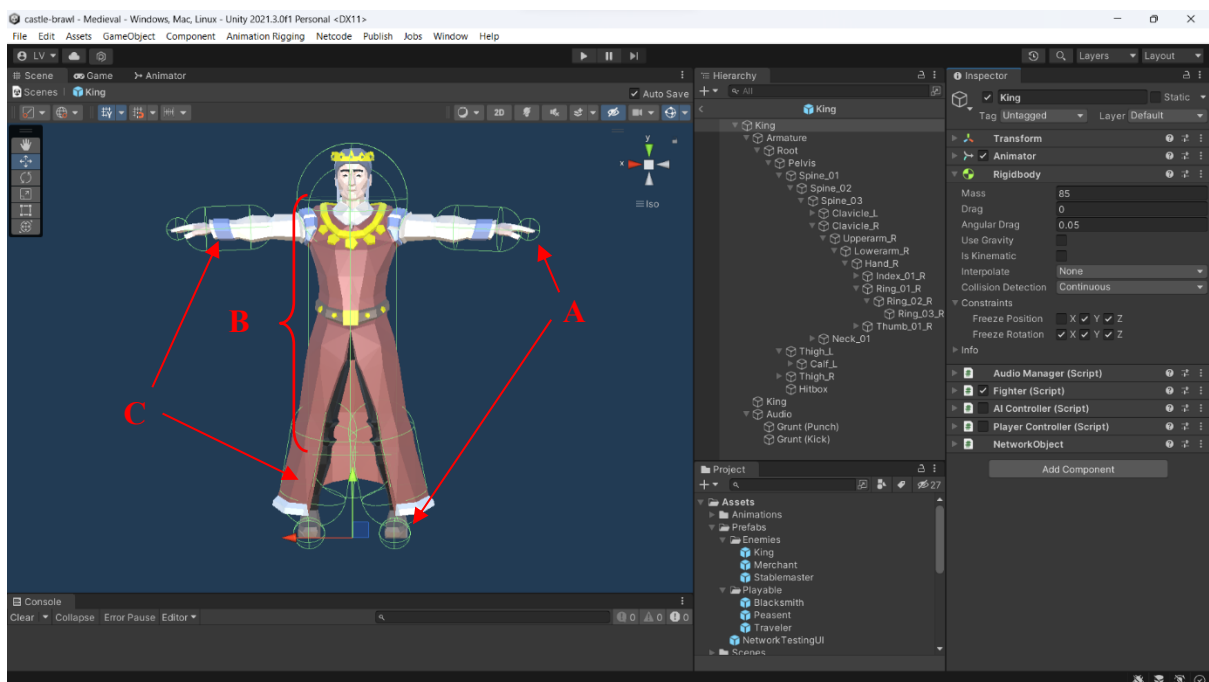 castle-brawl - Medieval - Windows, Mac, Linux - Unity 2021.3.0f1 Personal <DX11>
File Edit Assets GameObject Component Animation Rigging Netcode Publish Jobs Window Help
LV Layers Layout
Scene Game Animator
Scenes King Auto Save
2D
y
x
Iso
A
B
C
Console
Clear Collapse Error Pause Editor 0 0 0
Hierarchy
All
King
King
Armature
Root
Pelvis
Spine_01
Spine_02
Spine_03
Clavicle_L
Clavicle_R
Upperarm_R
Lowerarm_R
Hand_R
Index_01_R
Ring_01_R
Ring_02_R
Ring_03_R
Thumb_01_R
Neck_01
Thigh_L
Calf_L
Thigh_R
Hitbox
King
Audio
Grunt (Punch)
Grunt (Kick)
Project
27
Assets
Animations
Prefabs
Enemies
King
Merchant
Stablemaster
Playable
Blacksmith
Peasent
Traveler
NetworkTestingUI
Scenes
Inspector
King Static
Tag Untagged Layer Default
Transform
Animator
Rigidbody
Mass 85
Drag 0
Angular Drag 0.05
Use Gravity
Is Kinematic
Interpolate None
Collision Detection Continuous
Constraints
Freeze Position X Y Z
Freeze Rotation X Y Z
Info
Audio Manager (Script)
Fighter (Script)
AI Controller (Script)
Player Controller (Script)
NetworkObject
Add Component